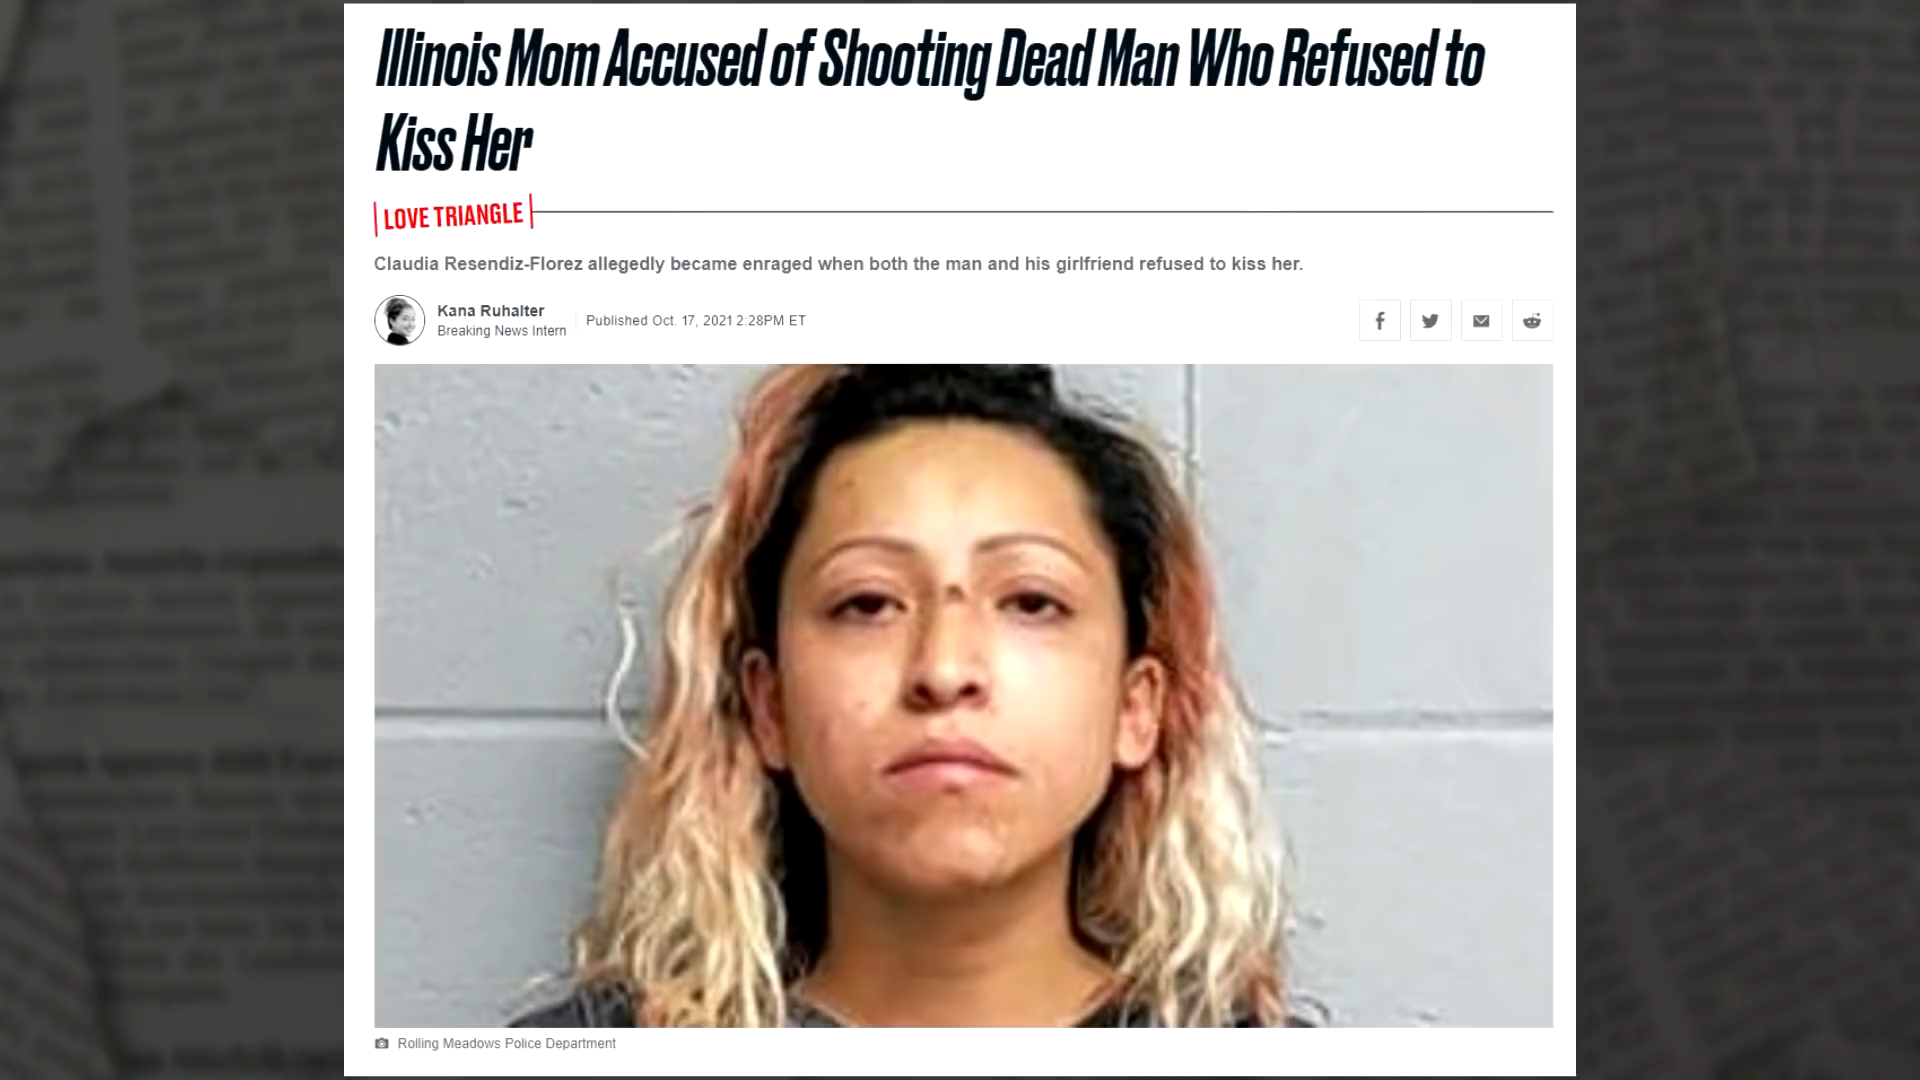 Illinois Mom Accused of Shooting Dead Man Who Refused to
Kiss Her
LOVE TRIANGLE
Claudia Resendiz-Florez allegedly became enraged when both the man and his girlfriend refused to kiss her.
Kana Ruhalter
Breaking News Intern
Published Oct. 17, 2021 2:28PM ET
Rolling Meadows Police Department